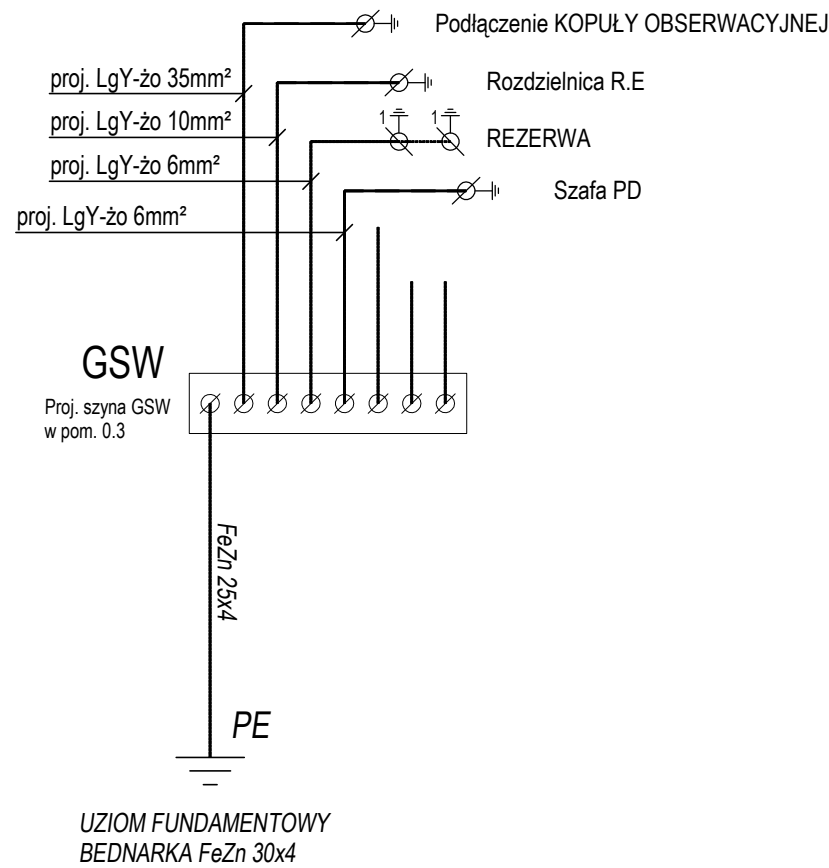 Podłączenie KOPUŁY OBSERWACYJNEJ
proj. LgY-żo 35mm²
Rozdzielnica R.E
proj. LgY-żo 10mm²
1 1
REZERWA
proj. LgY-żo 6mm²
Szafa PD
proj. LgY-żo 6mm²
GSW
Proj. szyna GSW
w pom. 0.3
FeZn 25x4
PE
UZIOM FUNDAMENTOWY
BEDNARKA FeZn 30x4